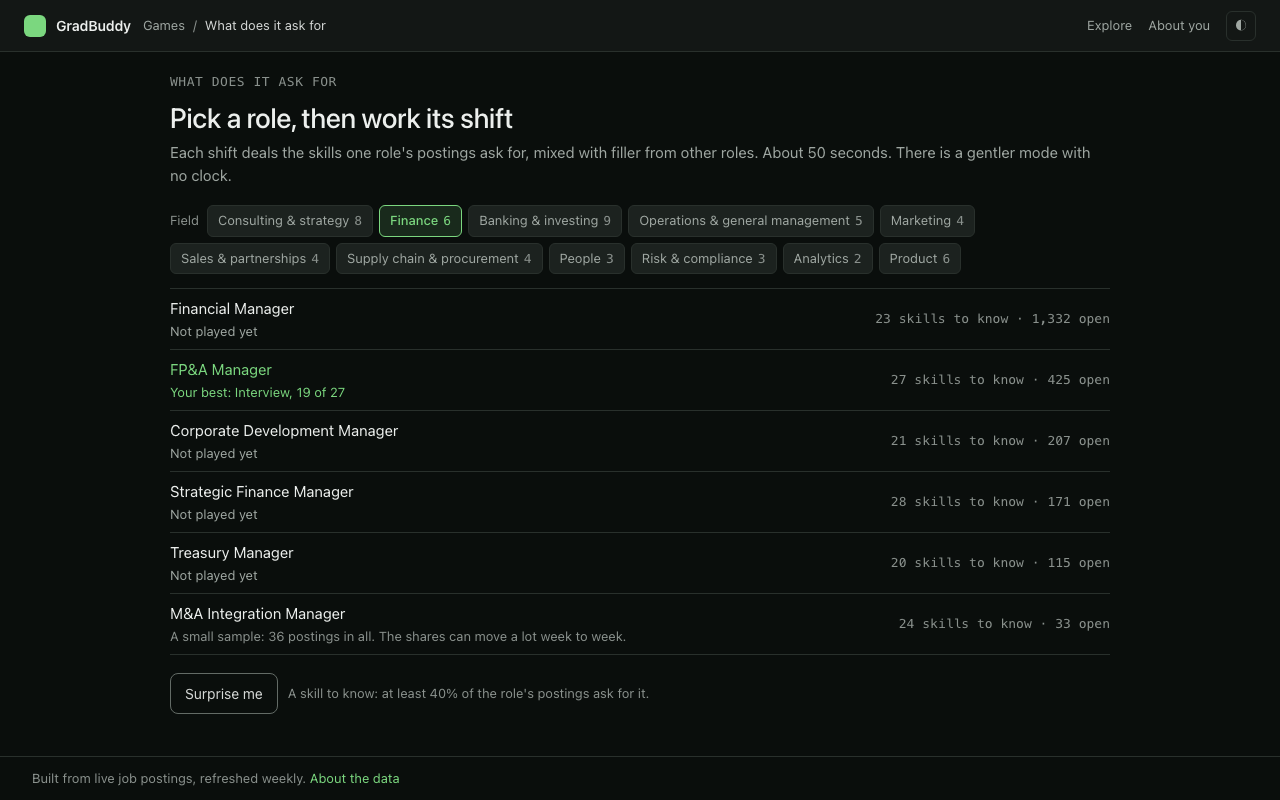 GradBuddy Games / What does it ask for Explore About you
WHAT DOES IT ASK FOR
Pick a role, then work its shift
Each shift deals the skills one role's postings ask for, mixed with filler from other roles. About 50 seconds. There is a gentler mode with
no clock.
Field Consulting & strategy 8 Finance 6 Banking & investing 9 Operations & general management 5 Marketing 4
Sales & partnerships 4 Supply chain & procurement 4 People 3 Risk & compliance 3 Analytics 2 Product 6
Financial Manager
Not played yet
23 skills to know · 1,332 open
FP&A Manager
Your best: Interview, 19 of 27
27 skills to know · 425 open
Corporate Development Manager
Not played yet
21 skills to know · 207 open
Strategic Finance Manager
Not played yet
28 skills to know · 171 open
Treasury Manager
Not played yet
20 skills to know · 115 open
M&A Integration Manager
A small sample: 36 postings in all. The shares can move a lot week to week.
24 skills to know · 33 open
Surprise me A skill to know: at least 40% of the role's postings ask for it.
Built from live job postings, refreshed weekly. About the data